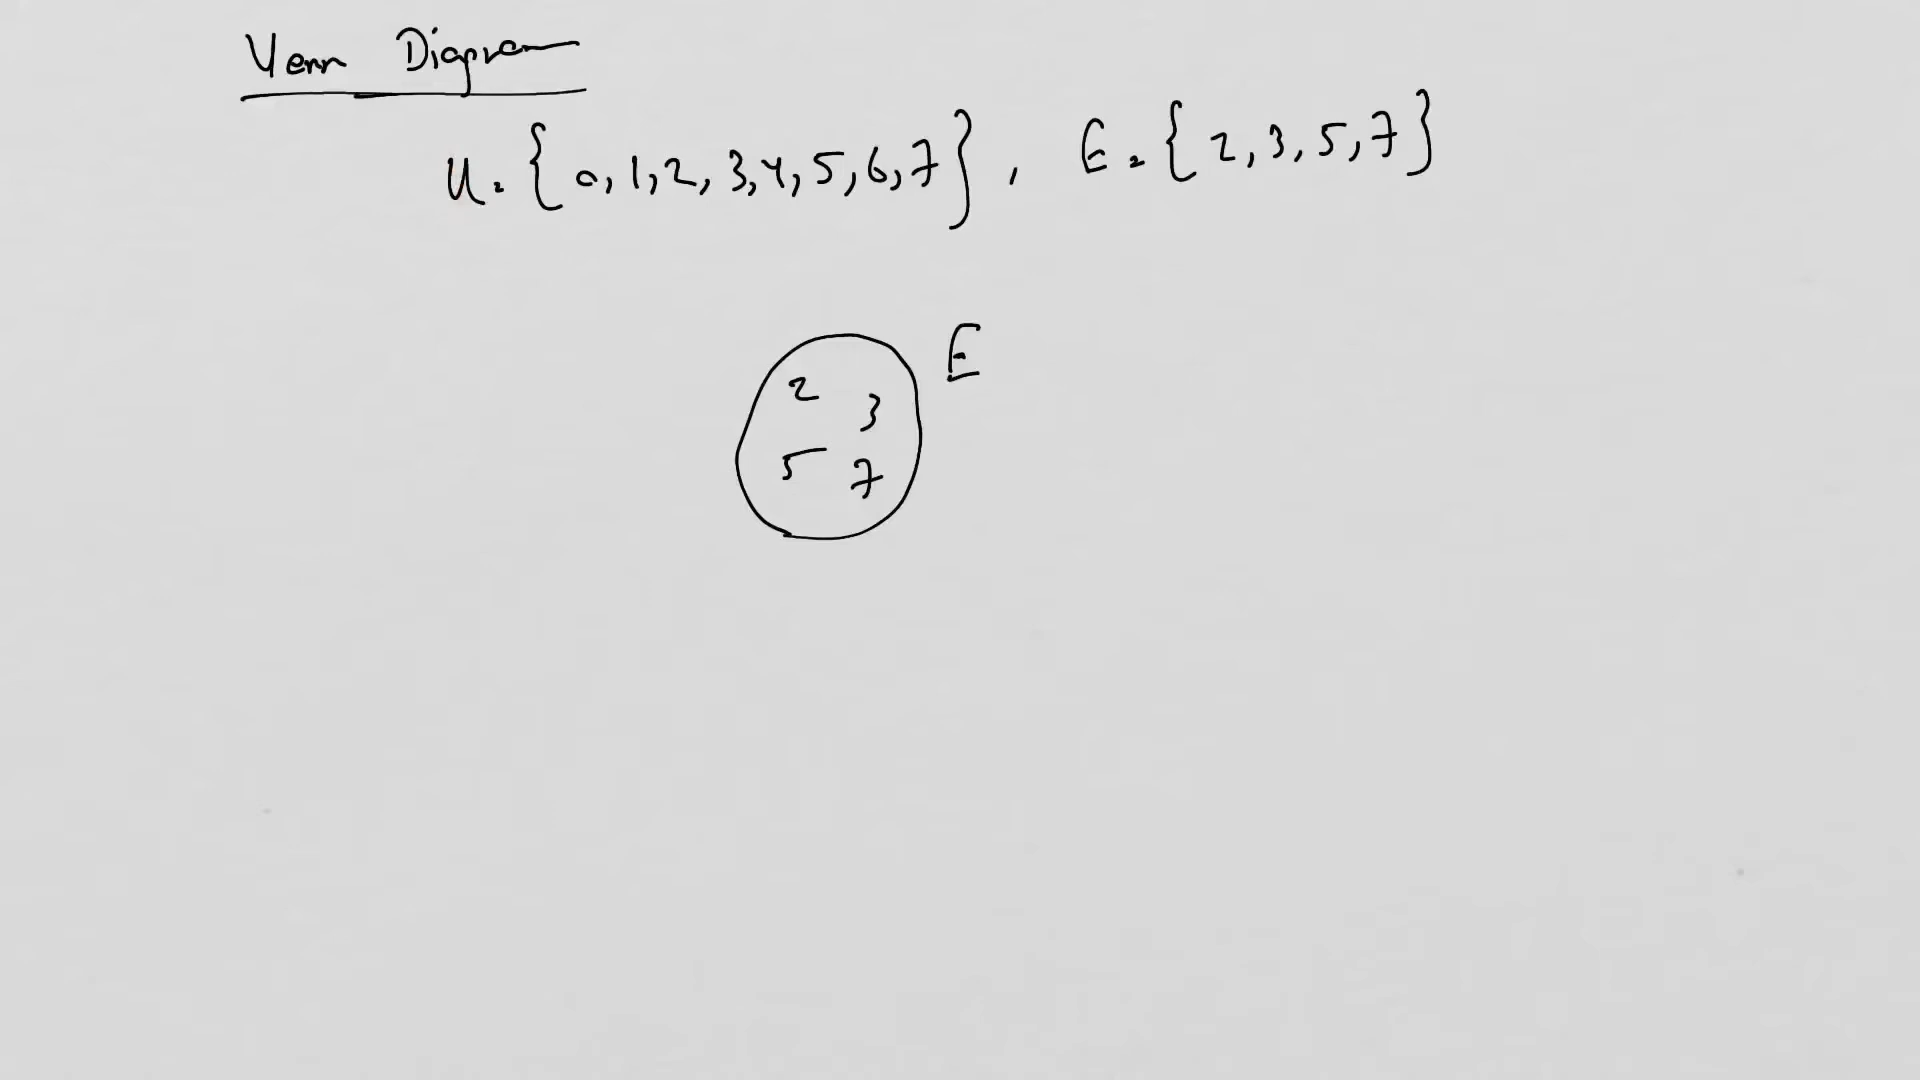 Venn Diagram
U = {0,1,2,3,4,5,6,7}, E = {2,3,5,7}
E
2 3
5 7